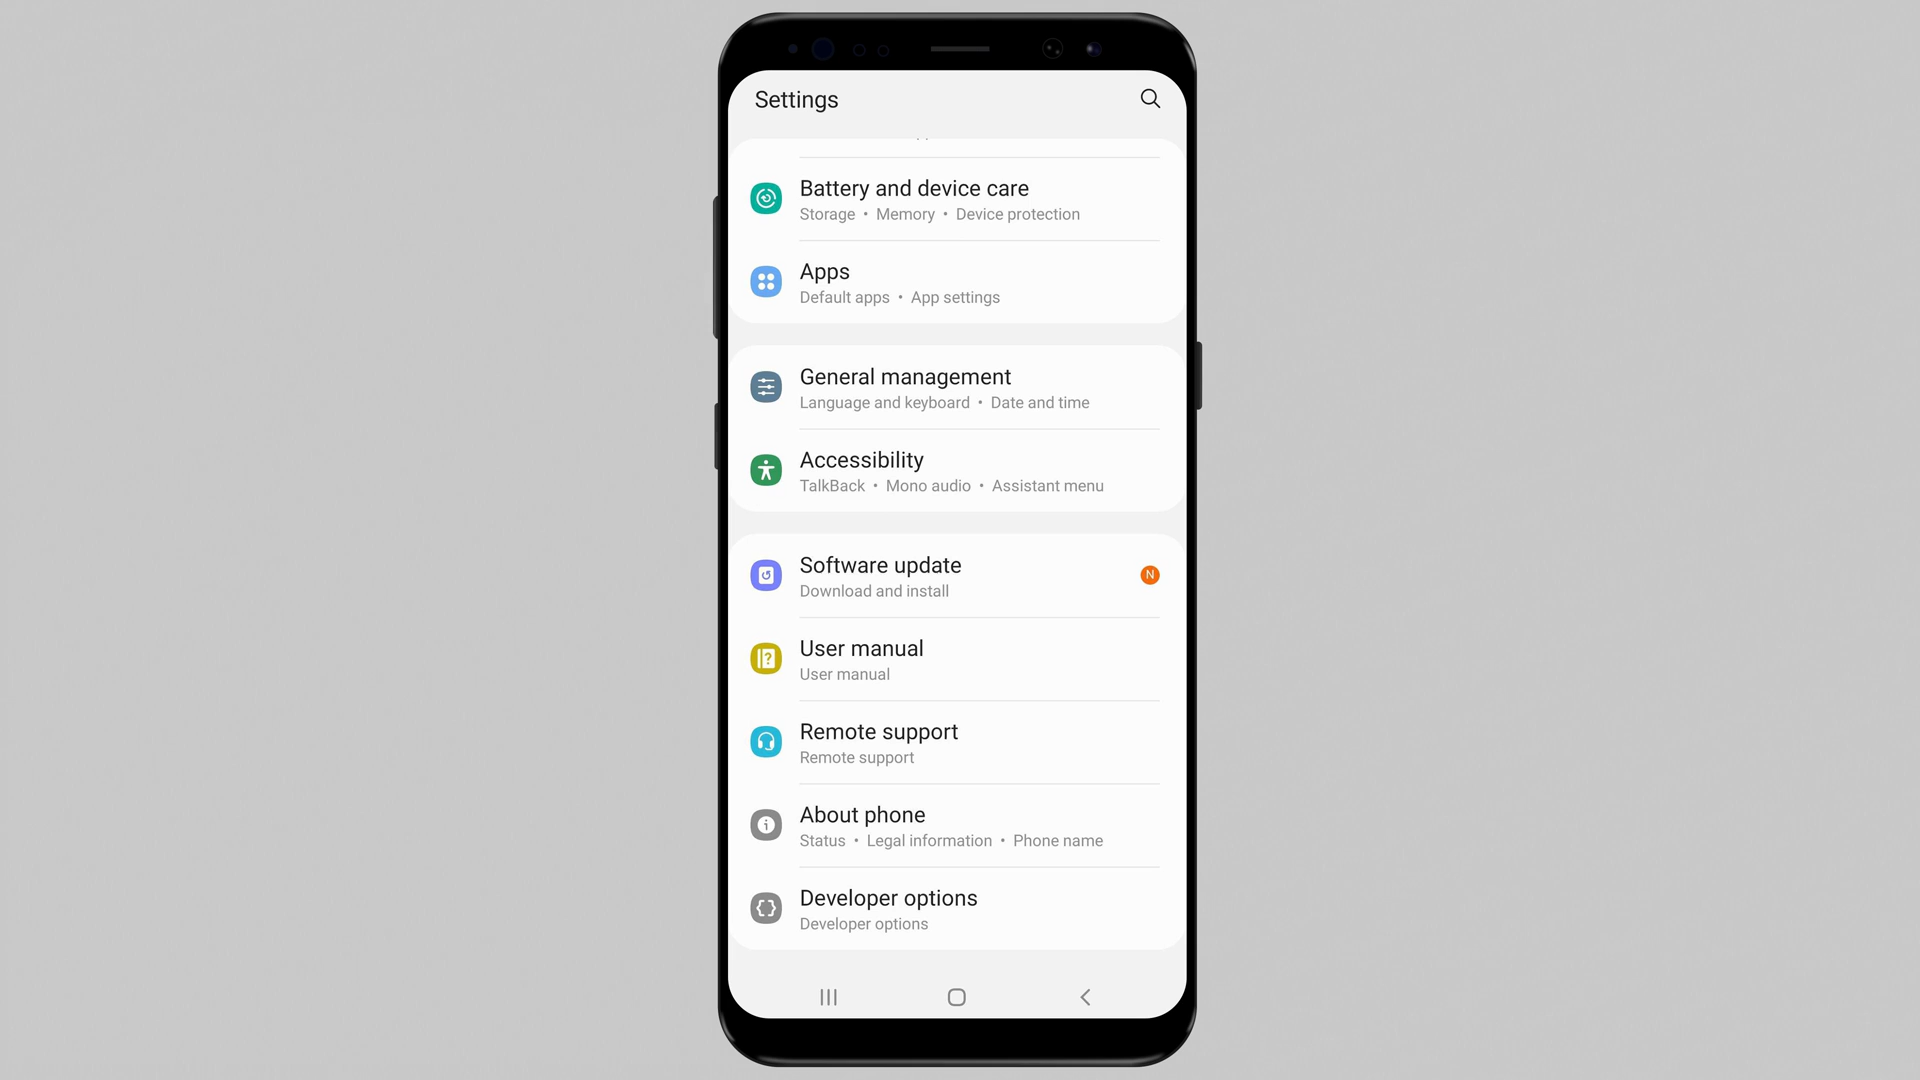 Settings
Battery and device care
Storage • Memory • Device protection
Apps
Default apps • App settings
General management
Language and keyboard • Date and time
Accessibility
TalkBack • Mono audio • Assistant menu
Software update
N
Download and install
User manual
User manual
Remote support
Remote support
About phone
Status • Legal information • Phone name
Developer options
Developer options